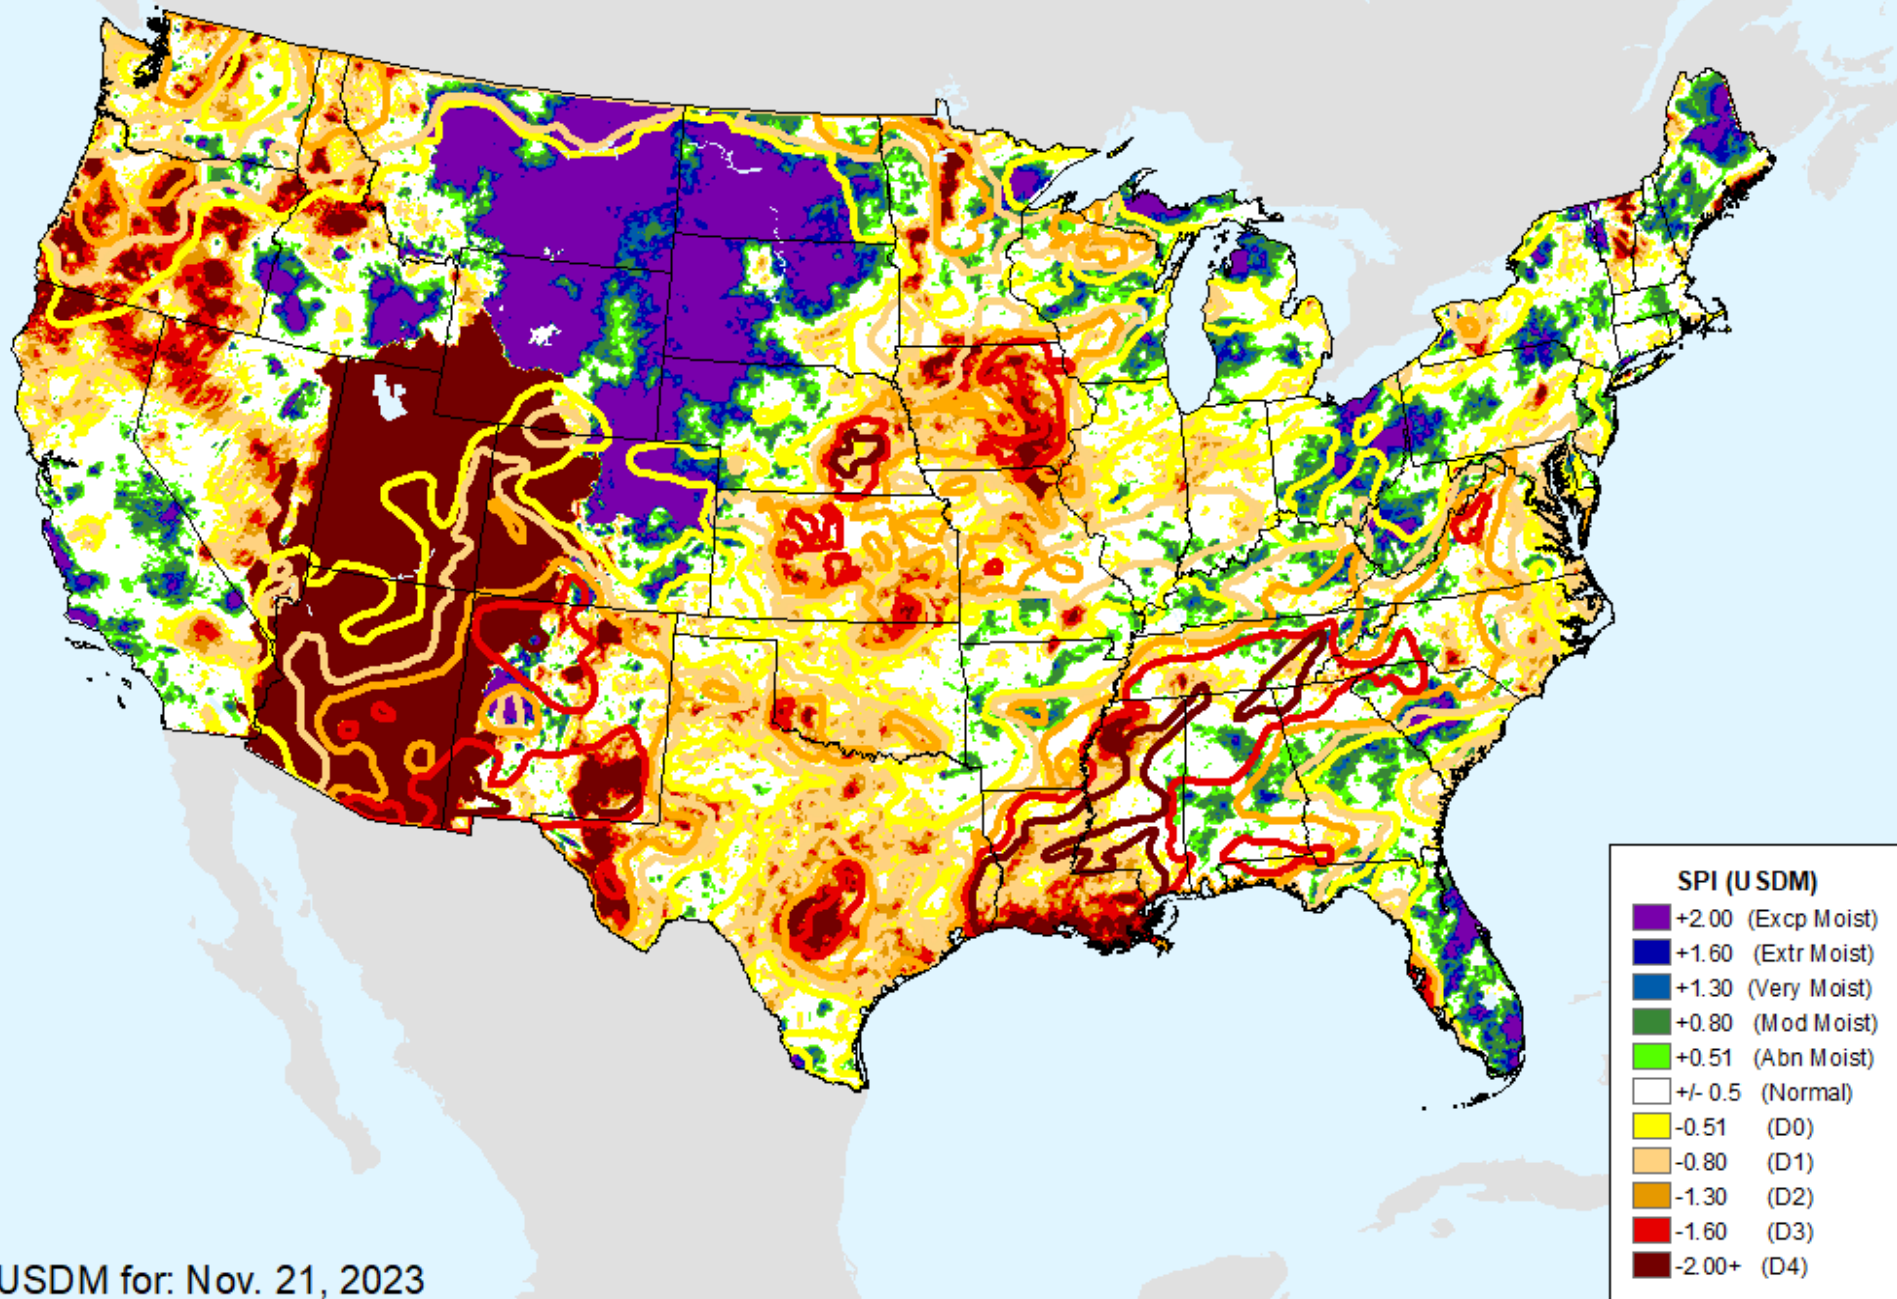 SPI (USDM)
+2.00 (Excp Moist)
+1.60 (Extr Moist)
+1.30 (Very Moist)
+0.80 (Mod Moist)
+0.51 (Abn Moist)
+/- 0.5 (Normal)
-0.51 (D0)
-0.80 (D1)
-1.30 (D2)
-1.60 (D3)
-2.00+ (D4)
USDM for: Nov. 21, 2023